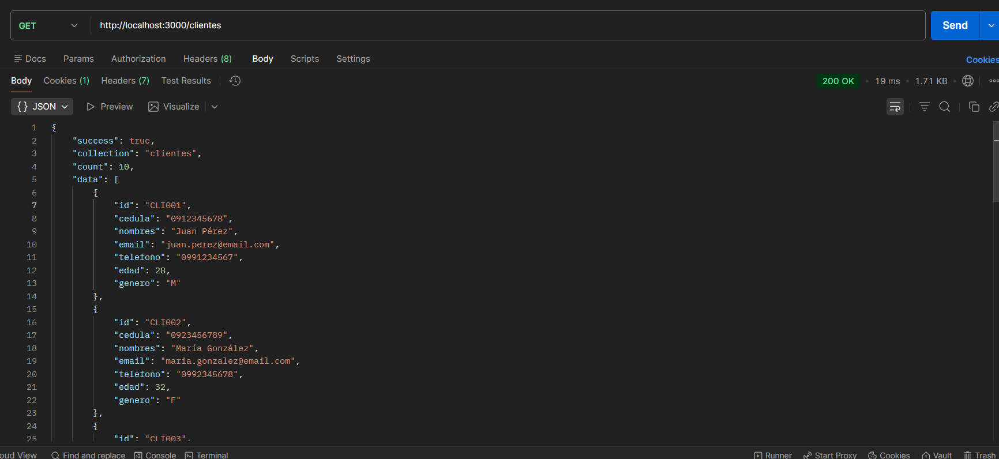 GET http://localhost:3000/clientes Send
Docs Params Authorization Headers (8) Body Scripts Settings Cookies
Body Cookies (1) Headers (7) Test Results 200 OK • 19 ms • 1.71 KB •
{} JSON Preview Visualize
1 {
2 "success": true,
3 "collection": "clientes",
4 "count": 10,
5 "data": [
6 {
7 "id": "CLI001",
8 "cedula": "0912345678",
9 "nombres": "Juan Pérez",
10 "email": "juan.perez@email.com",
11 "telefono": "0991234567",
12 "edad": 28,
13 "genero": "M"
14 },
15 {
16 "id": "CLI002",
17 "cedula": "0923456789",
18 "nombres": "María González",
19 "email": "maria.gonzalez@email.com",
20 "telefono": "0992345678",
21 "edad": 32,
22 "genero": "F"
23 },
24 {
25 "id": "CLI003",
oud View Find and replace Console Terminal Runner Start Proxy Cookies Vault Trash